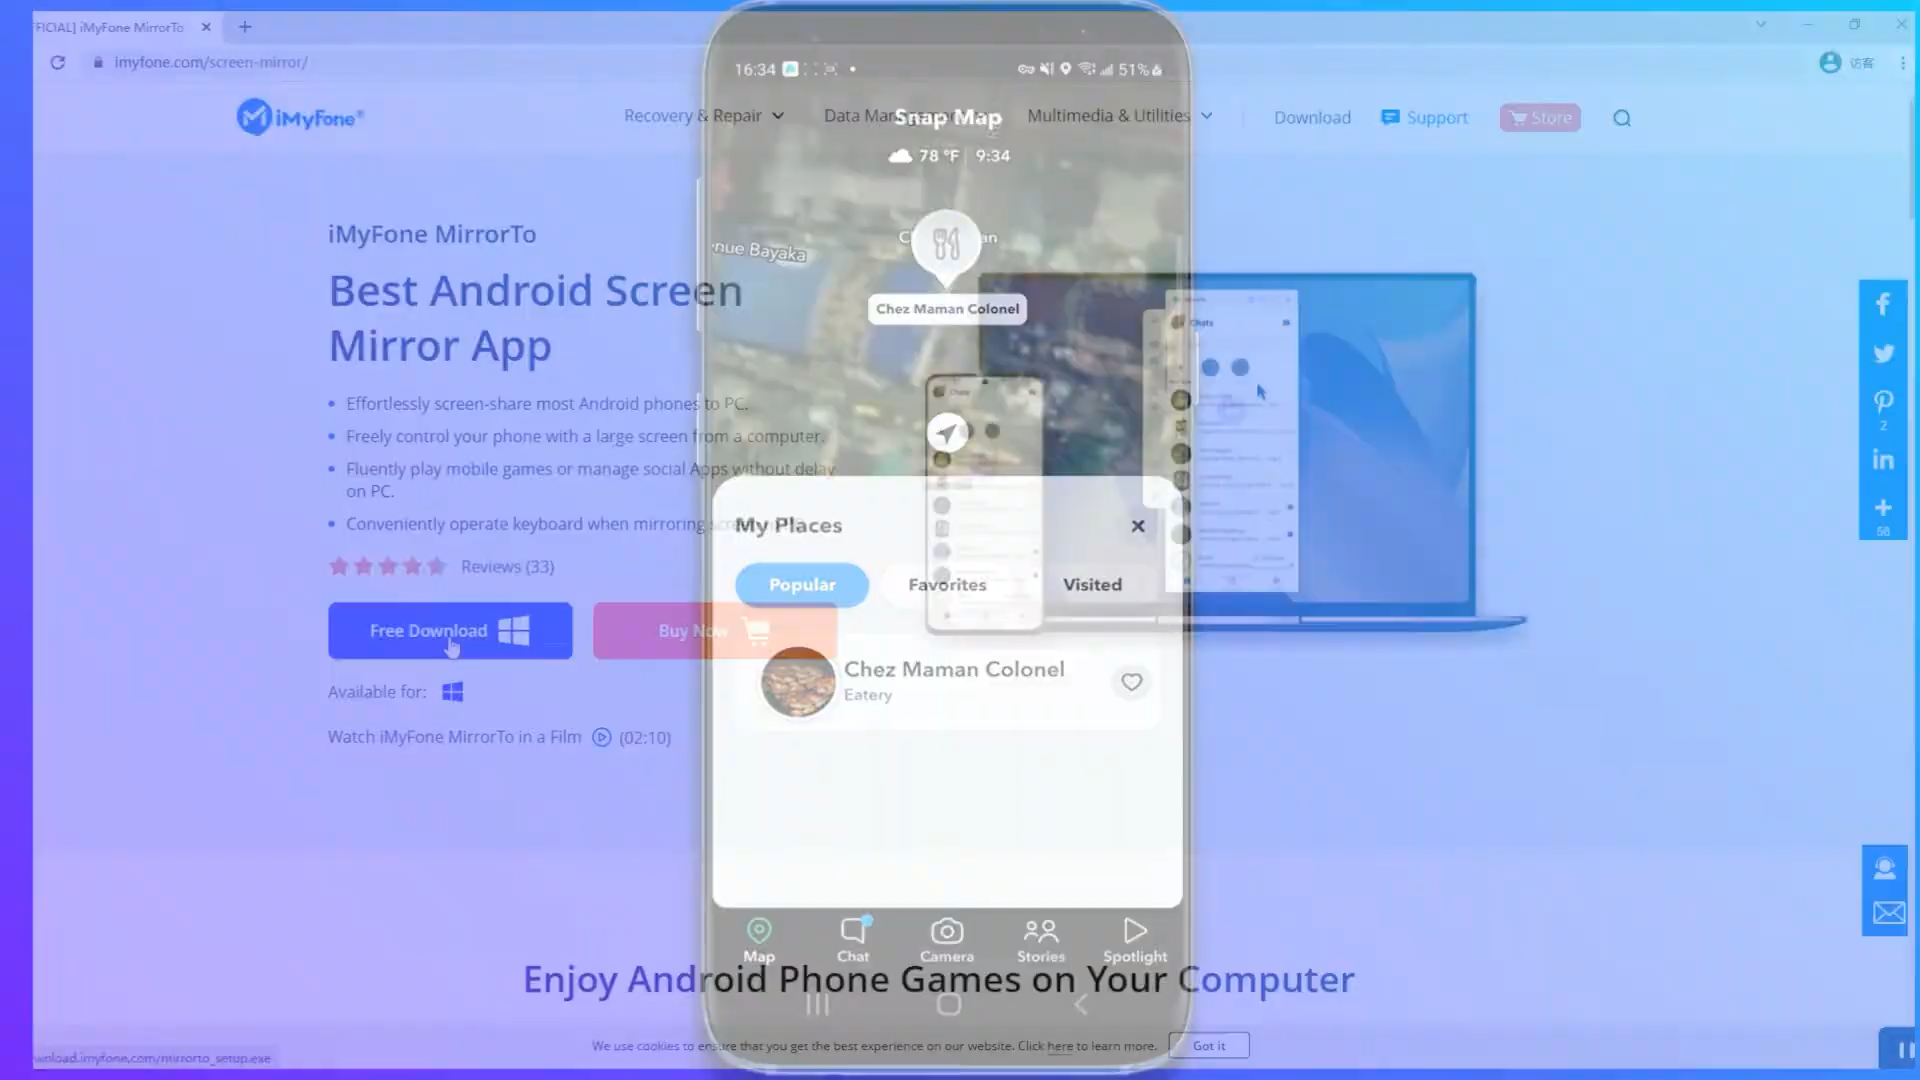 FICIAL] iMyFone MirrorTo
imyfone.com/screen-mirror/
访客
16:34
51%
iMyFone
Recovery & Repair
Data Man
Snap Map
Multimedia & Utilities
Download
Support
Store
78 °F 9:34
nue Bayaka
Chez Maman Colonel
iMyFone MirrorTo
Best Android Screen
Mirror App
Effortlessly screen-share most Android phones to PC.
Freely control your phone with a large screen from a computer.
Fluently play mobile games or manage social Apps without delay
on PC.
Conveniently operate keyboard when mirroring
Chats
Chats
2
56
My Places
Reviews (33)
Popular
Favorites
Visited
Free Download
Buy Now
Chez Maman Colonel
Eatery
Available for:
Watch iMyFone MirrorTo in a Film (02:10)
Map
Chat
Camera
Stories
Spotlight
Enjoy Android Phone Games on Your Computer
We use cookies to ensure that you get the best experience on our website. Click here to learn more.
Got it
wnload.imyfone.com/mirrorto_setup.exe